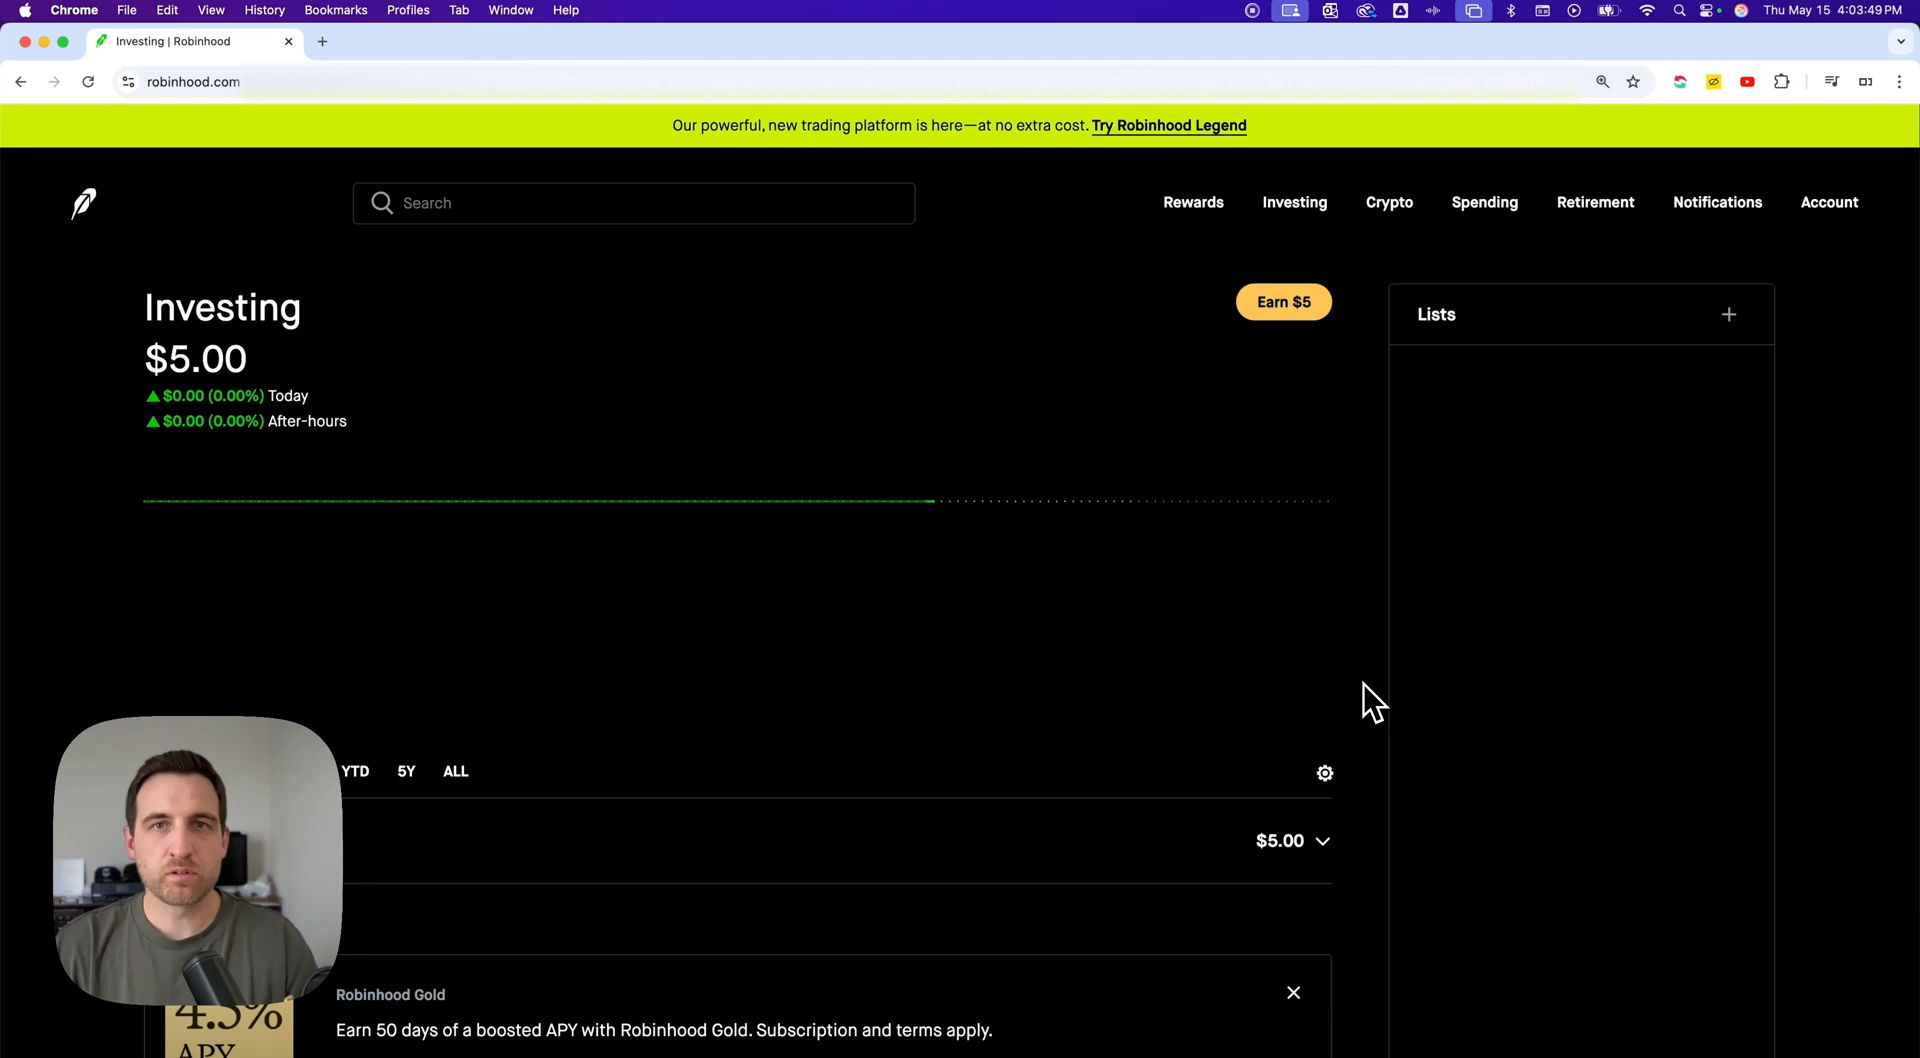 Chrome File Edit View History Bookmarks Profiles Tab Window Help Thu May 15 4:03:49 PM
Investing | Robinhood
robinhood.com
Our powerful, new trading platform is here—at no extra cost. Try Robinhood Legend
Search Rewards Investing Crypto Spending Retirement Notifications Account
Investing Earn $5 Lists
$5.00
$0.00 (0.00%) Today
$0.00 (0.00%) After-hours
YTD 5Y ALL
$5.00
Robinhood Gold
4.5% 
Earn 50 days of a boosted APY with Robinhood Gold. Subscription and terms apply.
APY